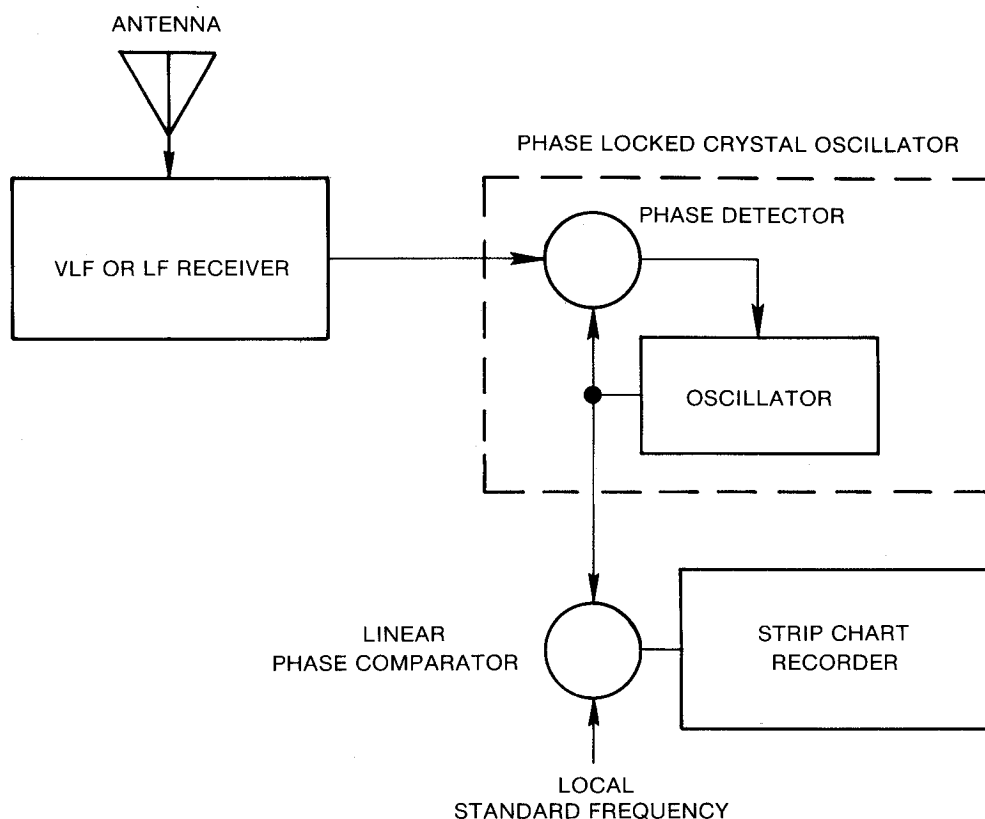 ANTENNA
PHASE LOCKED CRYSTAL OSCILLATOR
PHASE DETECTOR
VLF OR LF RECEIVER
OSCILLATOR
LINEAR
PHASE COMPARATOR
STRIP CHART
RECORDER
LOCAL
STANDARD FREQUENCY